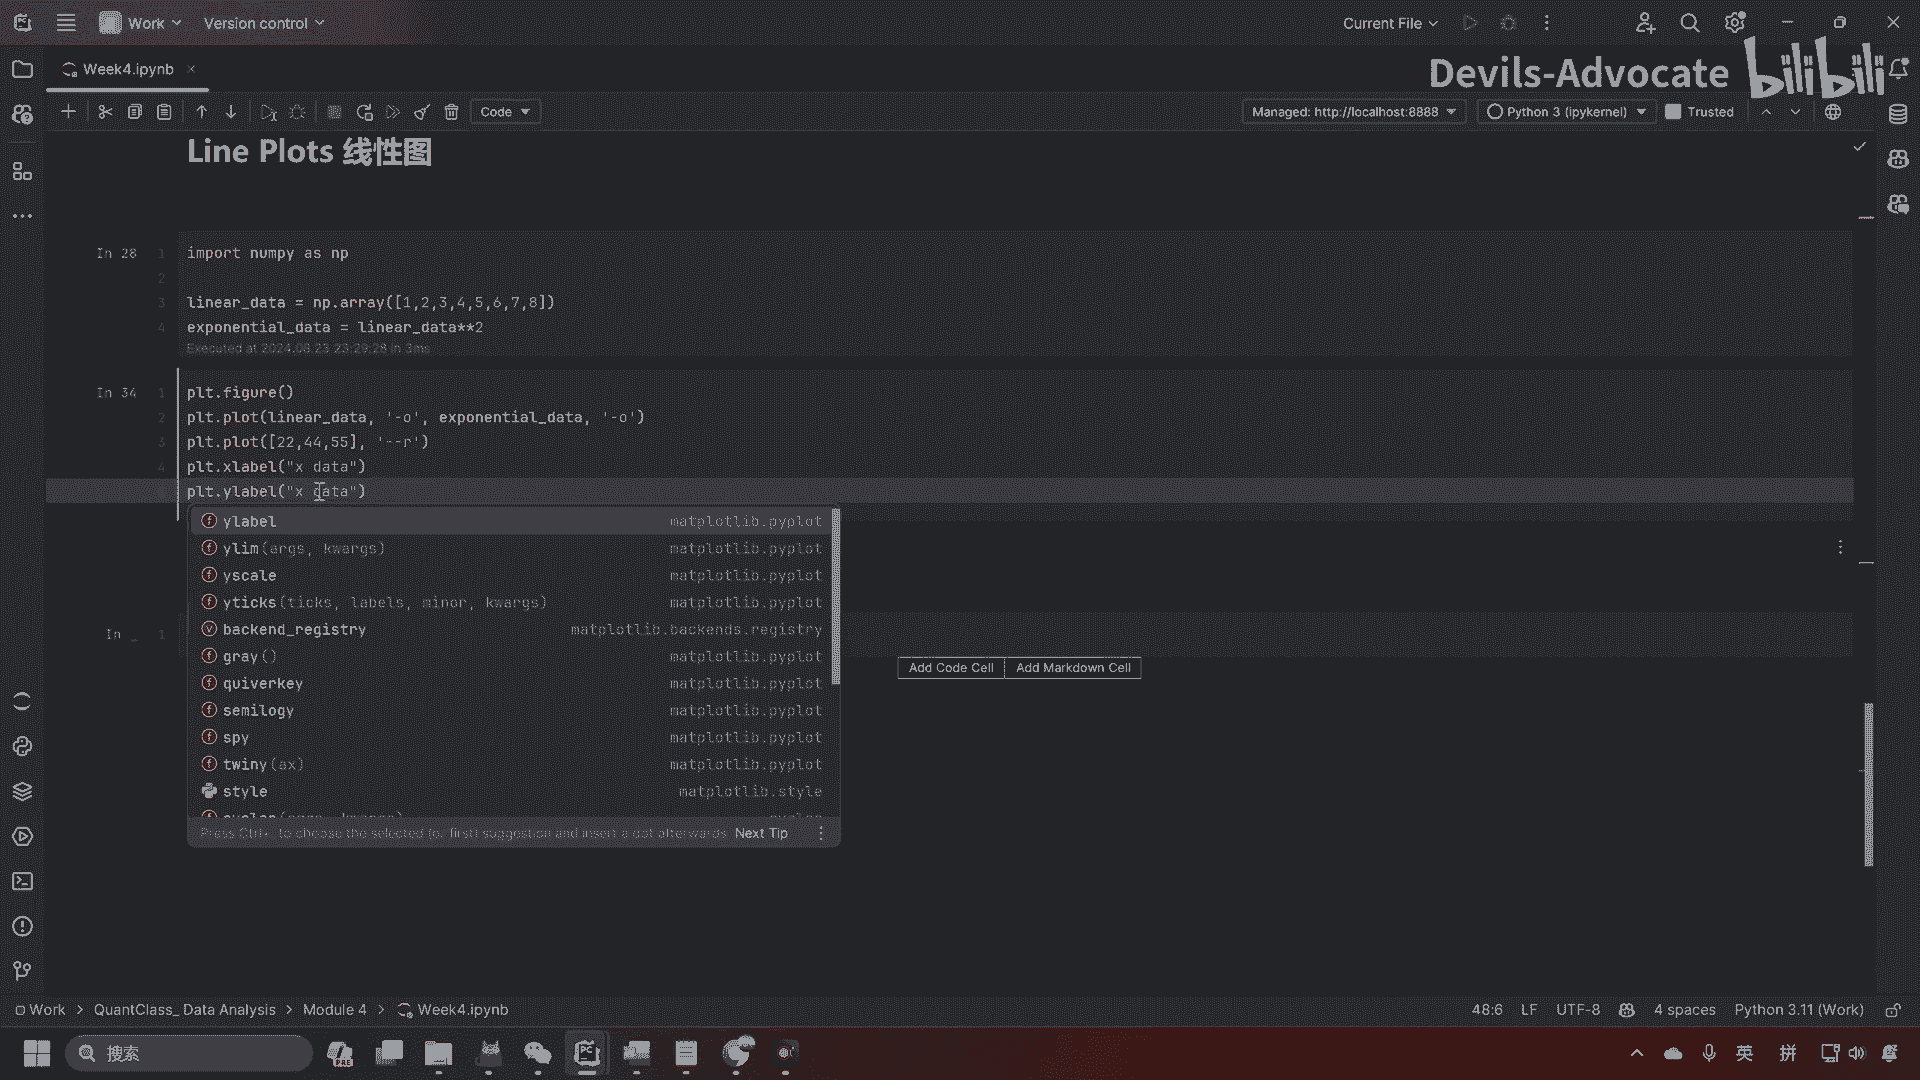 Work
Version control
Current File
Week4.ipynb
Devils-Advocate bilibili
Code
Managed: http://localhost:8888
Python 3 (ipykernel)
Trusted
Line Plots 线性图
In 28
1 import numpy as np
2
3 linear_data = np.array([1,2,3,4,5,6,7,8])
4 exponential_data = linear_data**2
Executed at 2024.06.23 23:29:28 in 3ms
In 34
1 plt.figure()
2 plt.plot(linear_data, '-o', exponential_data, '-o')
3 plt.plot([22,44,55], '--r')
4 plt.xlabel("x data")
plt.ylabel("x data")
ylabel matplotlib.pyplot
ylim(args, kwargs) matplotlib.pyplot
yscale matplotlib.pyplot
yticks(ticks, labels, minor, kwargs) matplotlib.pyplot
backend_registry matplotlib.backends.registry
gray() matplotlib.pyplot
quiverkey matplotlib.pyplot
semilogy matplotlib.pyplot
spy matplotlib.pyplot
twiny(ax) matplotlib.pyplot
style matplotlib.style
Press Ctrl+. to choose the selected (or first) suggestion and insert a dot afterwards Next Tip
In _ 1
Add Code Cell
Add Markdown Cell
Work > QuantClass_ Data Analysis > Module 4 > Week4.ipynb
48:6 LF UTF-8 4 spaces Python 3.11 (Work)
搜索
英
拼